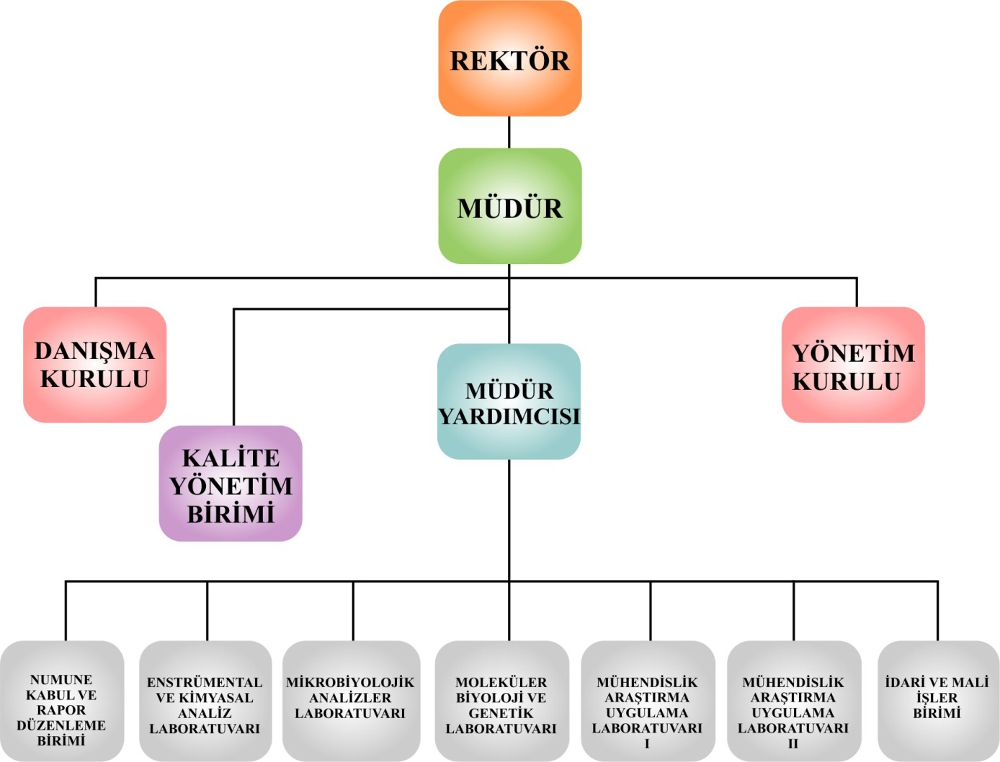 REKTÖR
MÜDÜR
DANIŞMA
KURULU
YÖNETİM
KURULU
MÜDÜR
YARDIMCISI
KALİTE
YÖNETİM
BİRİMİ
NUMUNE
KABUL VE
RAPOR
DÜZENLEME
BİRİMİ
ENSTRÜMENTAL
VE KİMYASAL
ANALİZ
LABORATUVARI
MİKROBİYOLOJİK
ANALİZLER
LABORATUVARI
MOLEKÜLER
BİYOLOJİ VE
GENETİK
LABORATUVARI
MÜHENDİSLİK
ARAŞTIRMA
UYGULAMA
LABORATUVARI
I
MÜHENDİSLİK
ARAŞTIRMA
UYGULAMA
LABORATUVARI
II
İDARİ VE MALİ
İŞLER
BİRİMİ